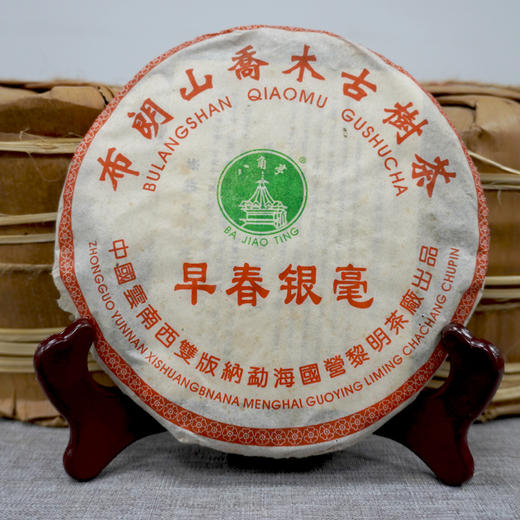 布朗山喬木古樹茶
BULANGSHAN QIAOMU GUSHUCHA
八角亭
BA JIAO TING
早春银毫
中國雲南西雙版納勐海國營黎明茶廠出品
ZHONGGUO YUNNAN XISHUANGBNANA MENGHAI GUOYING LIMING CHACHANG CHUPIN